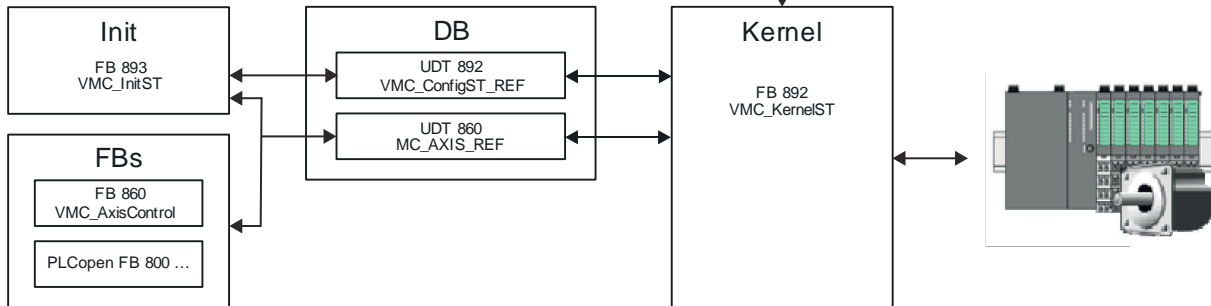 Init
FB 893
VMC_InitST
FBs
FB 860
VMC_AxisControl
PLCopen FB 800 …
DB
UDT 892
VMC_ConfigST_REF
UDT 860
MC_AXIS_REF
Kernel
FB 892
VMC_KernelST